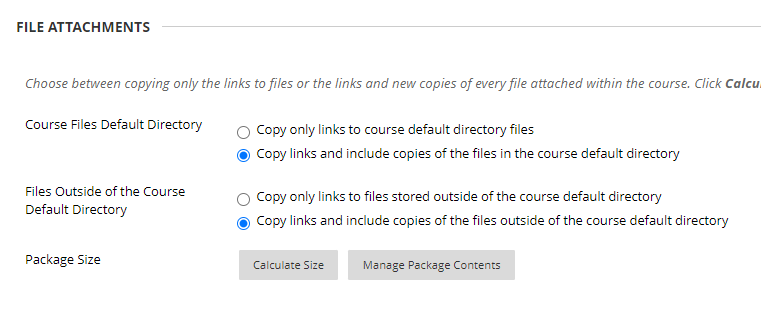 FILE ATTACHMENTS
Choose between copying only the links to files or the links and new copies of every file attached within the course. Click Calcu
Course Files Default Directory
Copy only links to course default directory files
Copy links and include copies of the files in the course default directory
Files Outside of the Course
Default Directory
Copy only links to files stored outside of the course default directory
Copy links and include copies of the files outside of the course default directory
Package Size
Calculate Size
Manage Package Contents